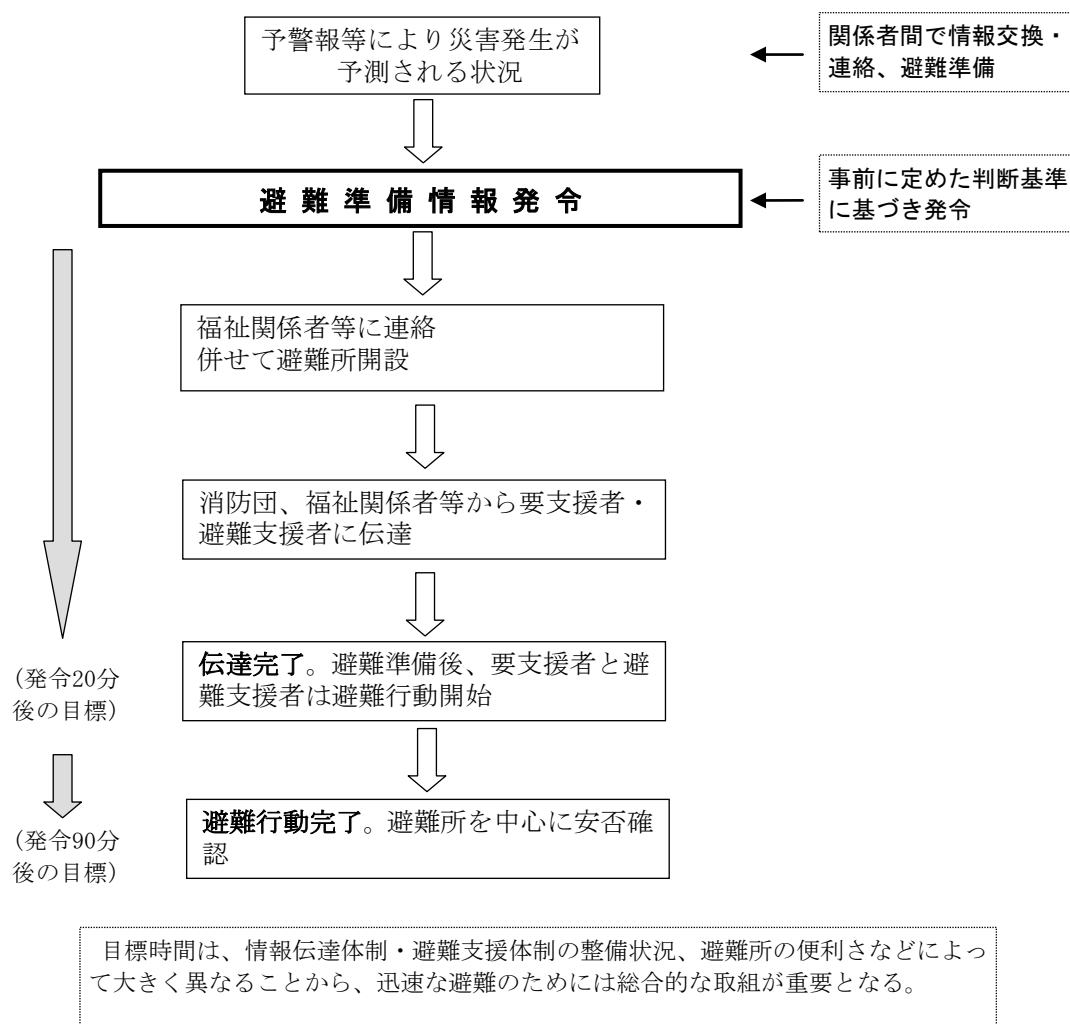 予警報等により災害発生が
予測される状況
関係者間で情報交換・
連絡、避難準備
避難準備情報発令
事前に定めた判断基準
に基づき発令
福祉関係者等に連絡
併せて避難所開設
消防団、福祉関係者等から要支援者・
避難支援者に伝達
(発令20分
後の目標)
伝達完了。避難準備後、要支援者と避
難支援者は避難行動開始
(発令90分
後の目標)
避難行動完了。避難所を中心に安否確
認
目標時間は、情報伝達体制・避難支援体制の整備状況、避難所の便利さなどによっ
て大きく異なることから、迅速な避難のためには総合的な取組が重要となる。